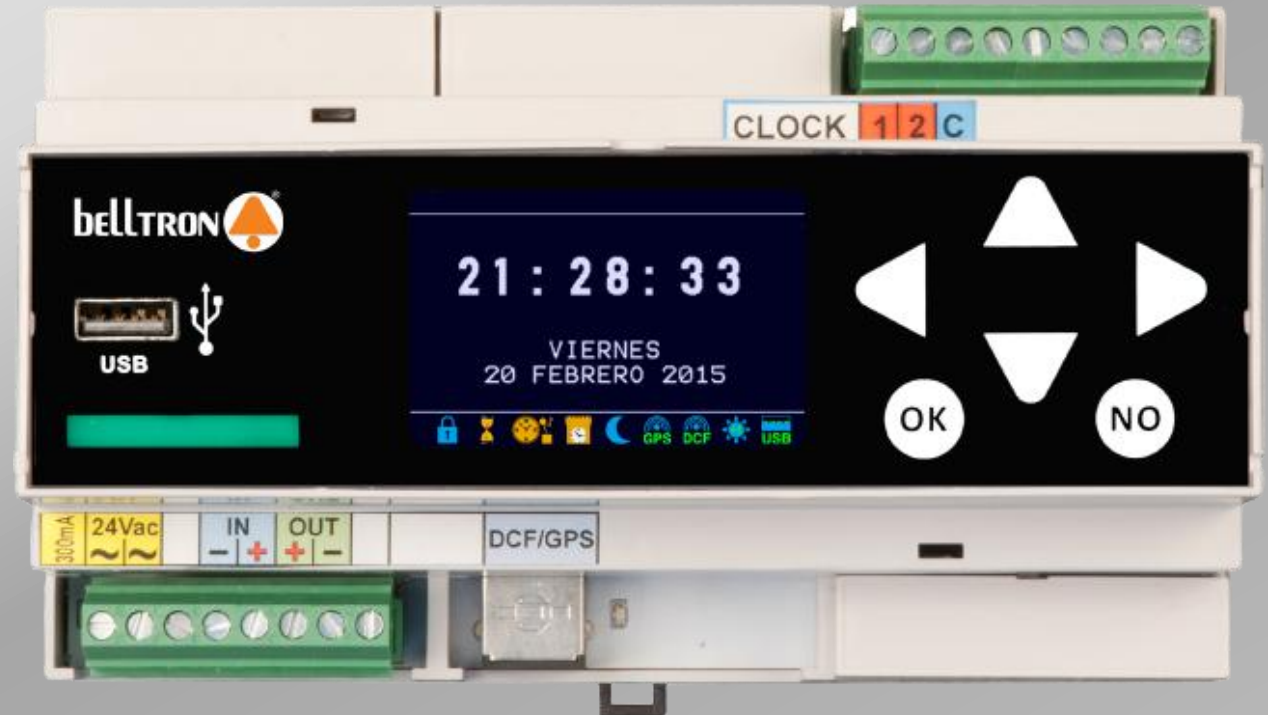 CLOCK 1 2 C
bellTRON®
USB
21:28:33
VIERNES
20 FEBRERO 2015
GPS DCF USB
OK NO
300mA 24Vac IN OUT
~ ~ - + + -
DCF/GPS